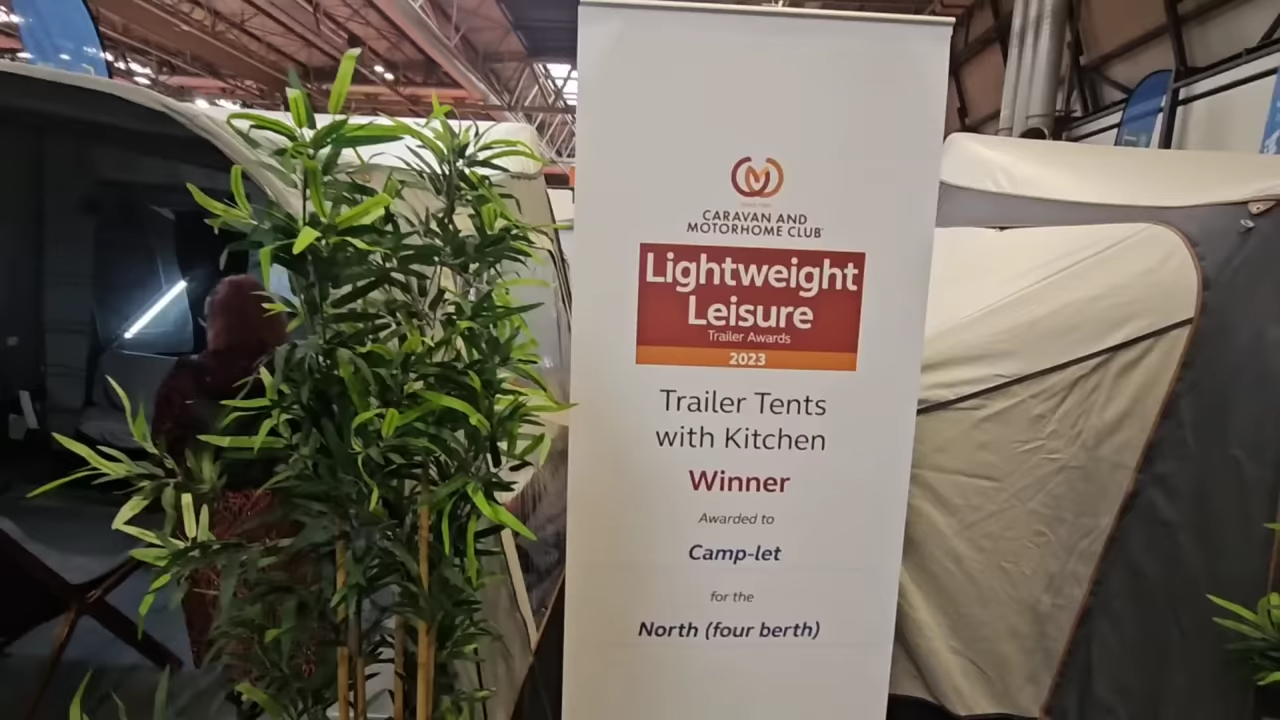 CARAVAN AND
MOTORHOME CLUB
Lightweight
Leisure
Trailer Awards
2023
Trailer Tents
with Kitchen
Winner
Awarded to
Camp-let
for the
North (four berth)